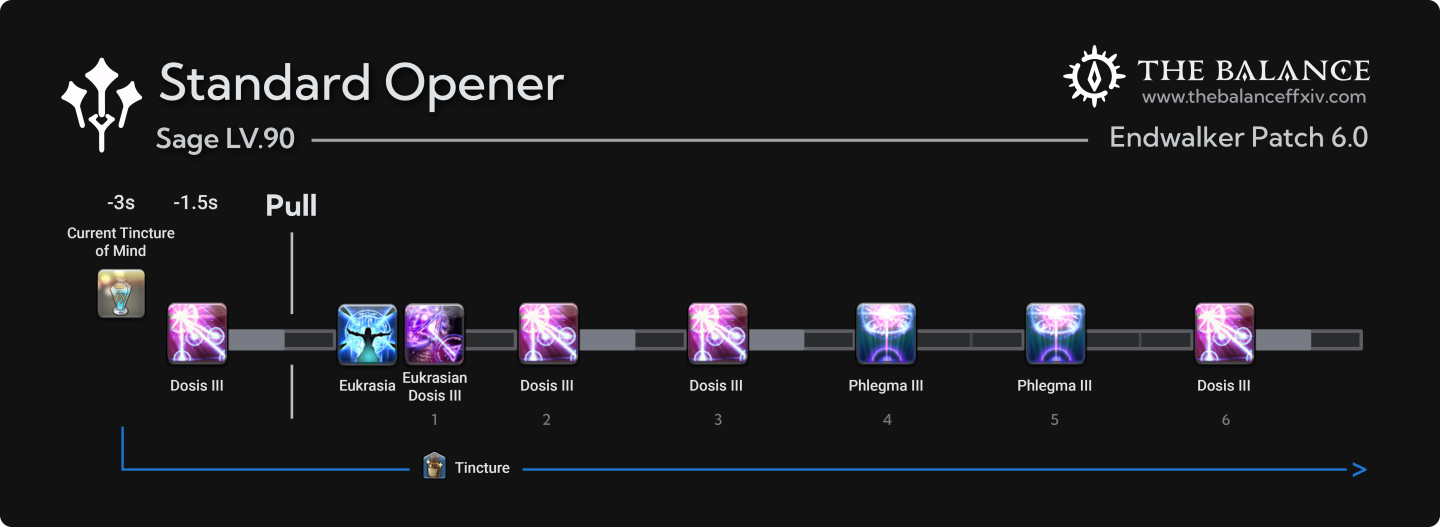 Standard Opener
THE BALANCE
www.thebalanceffxiv.com
Sage LV.90
Endwalker Patch 6.0
-3s
-1.5s
Pull
Current Tincture
of Mind
Dosis III
Eukrasia
Eukrasian
Dosis III
Dosis III
Dosis III
Phlegma III
Phlegma III
Dosis III
1
2
3
4
5
6
Tincture